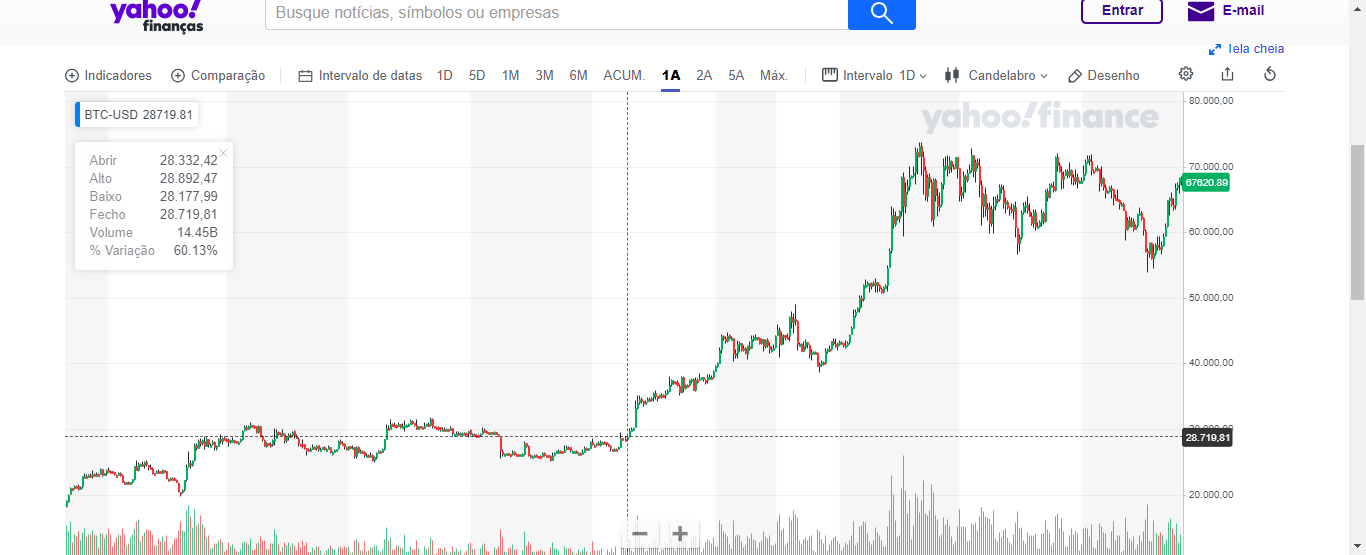 yahoo!
finanças
Busque notícias, símbolos ou empresas
Entrar
E-mail
Tela cheia
Indicadores Comparação Intervalo de datas 1D 5D 1M 3M 6M ACUM. 1A 2A 5A Máx. Intervalo 1D Candelabro Desenho
BTC-USD 28719.81
yahoo!finance
Abrir 28.332,42
Alto 28.892,47
Baixo 28.177,99
Fecho 28.719,81
Volume 14.45B
% Variação 60.13%
80.000,00
70.000,00
67620.89
60.000,00
50.000,00
40.000,00
28.719,81
20.000,00